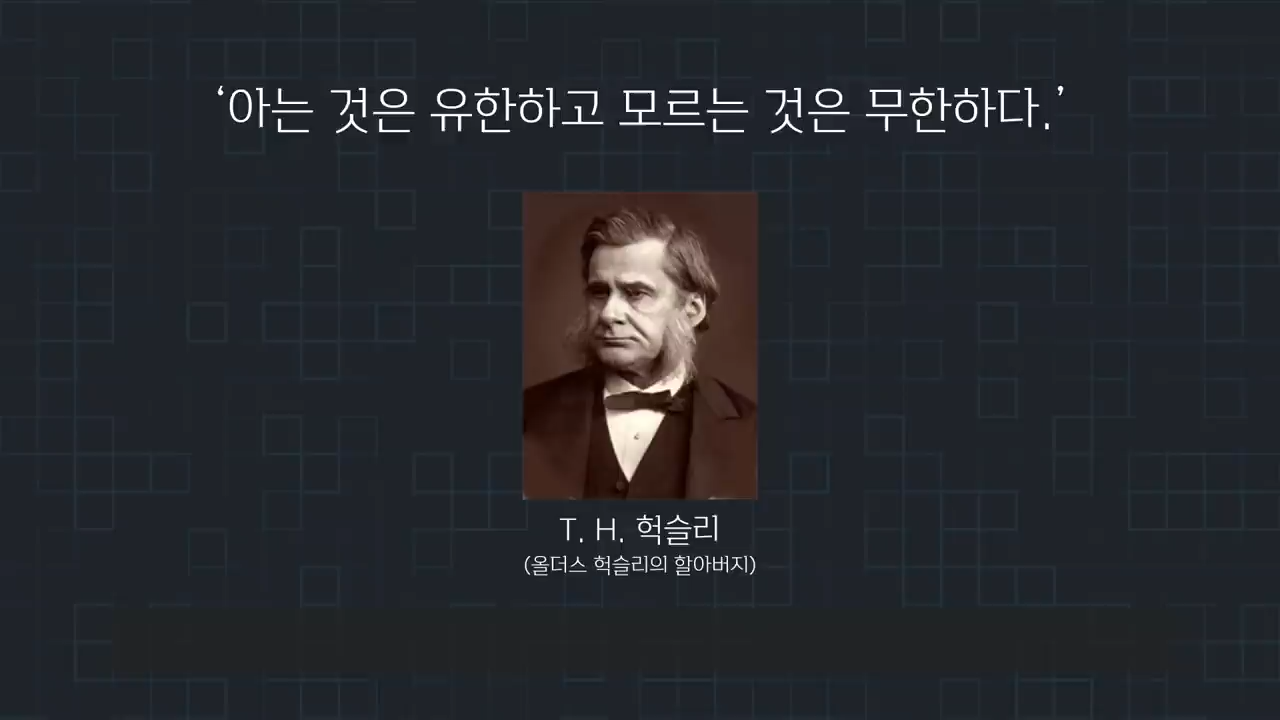 ‘아는 것은 유한하고 모르는 것은 무한하다.’
T. H. 헉슬리
(올더스 헉슬리의 할아버지)